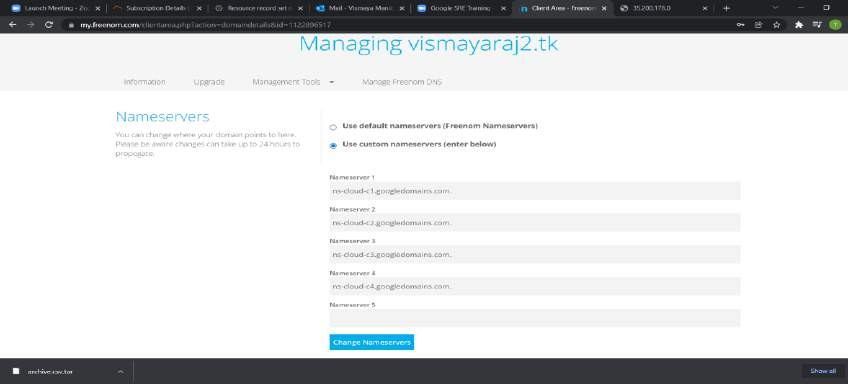 Launch Meeting - Zo
Subscription Details |
Resource record set d
Mail - Vismaya Mani
Google SRE Training
Client Area - Freenom
35.200.178.0
my.freenom.com/clientarea.php?action=domaindetails&id=1122896517
Managing vismayaraj2.tk
Information
Upgrade
Management Tools
Manage Freenom DNS
Nameservers
You can change where your domain points to here.
Please be aware changes can take up to 24 hours to
propogate.
Use default nameservers (Freenom Nameservers)
Use custom nameservers (enter below)
Nameserver 1
ns-cloud-c1.googledomains.com.
Nameserver 2
ns-cloud-c2.googledomains.com.
Nameserver 3
ns-cloud-c3.googledomains.com.
Nameserver 4
ns-cloud-c4.googledomains.com.
Nameserver 5
Change Nameservers
Show all